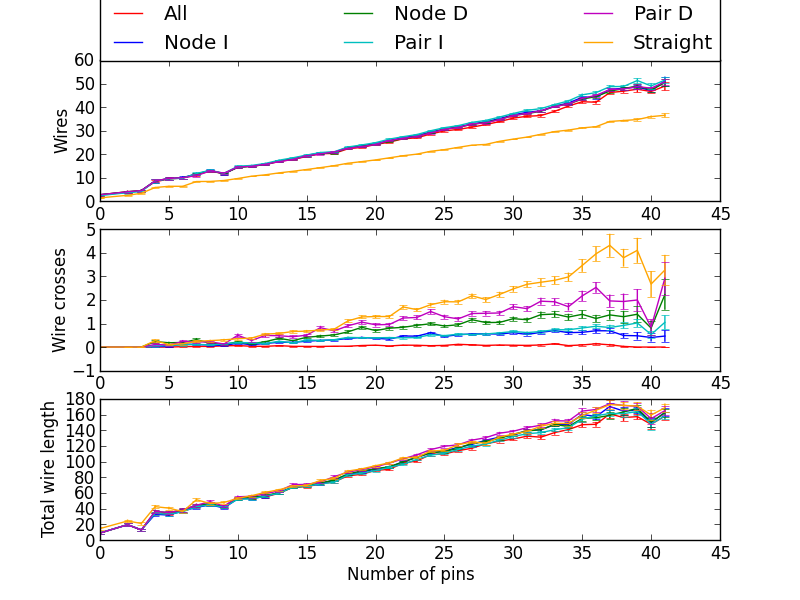 All Node D Pair D
Node I Pair I Straight
60
50
40
30
20
10
0
Wires
0 5 10 15 20 25 30 35 40 45
5
4
3
2
1
0
−1
Wire crosses
0 5 10 15 20 25 30 35 40 45
180
160
140
120
100
80
60
40
20
0
Total wire length
0 5 10 15 20 25 30 35 40 45
Number of pins